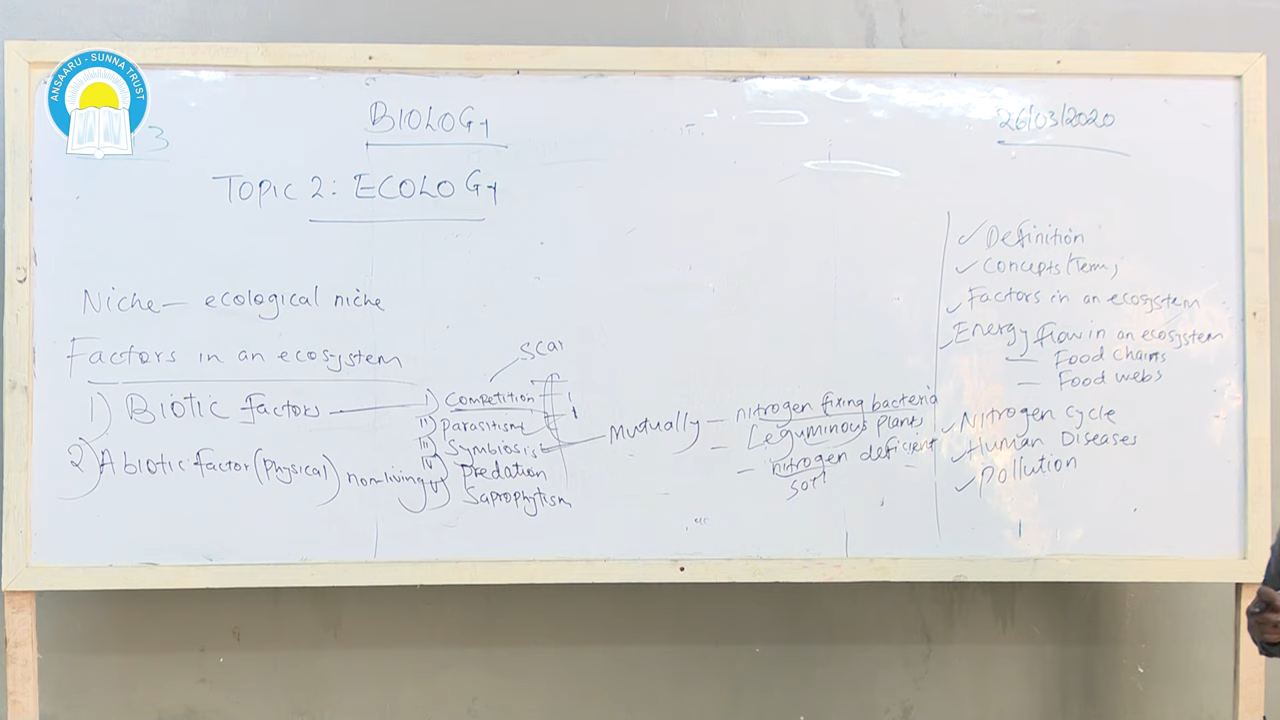 ANSAARU - SUNNA TRUST
3
BIOLOGY
26/03/2020
TOPIC 2: ECOLOGY
Niche — ecological niche
Factors in an ecosystem
1) BIOTIC factors
2) Abiotic factor (physical) non-living
scar
i) Competition
ii) Parasitism
iii) Symbiosis
iv) Predation
v) Saprophytism
Mutually — nitrogen fixing bacteria
— Leguminous plants
— nitrogen deficient
soil
✓ Definition
✓ Concepts (Terms)
✓ Factors in an ecosystem
✓ Energy flow in an ecosystem
— Food chains
— Food webs
✓ Nitrogen cycle
✓ Human Diseases
✓ Pollution